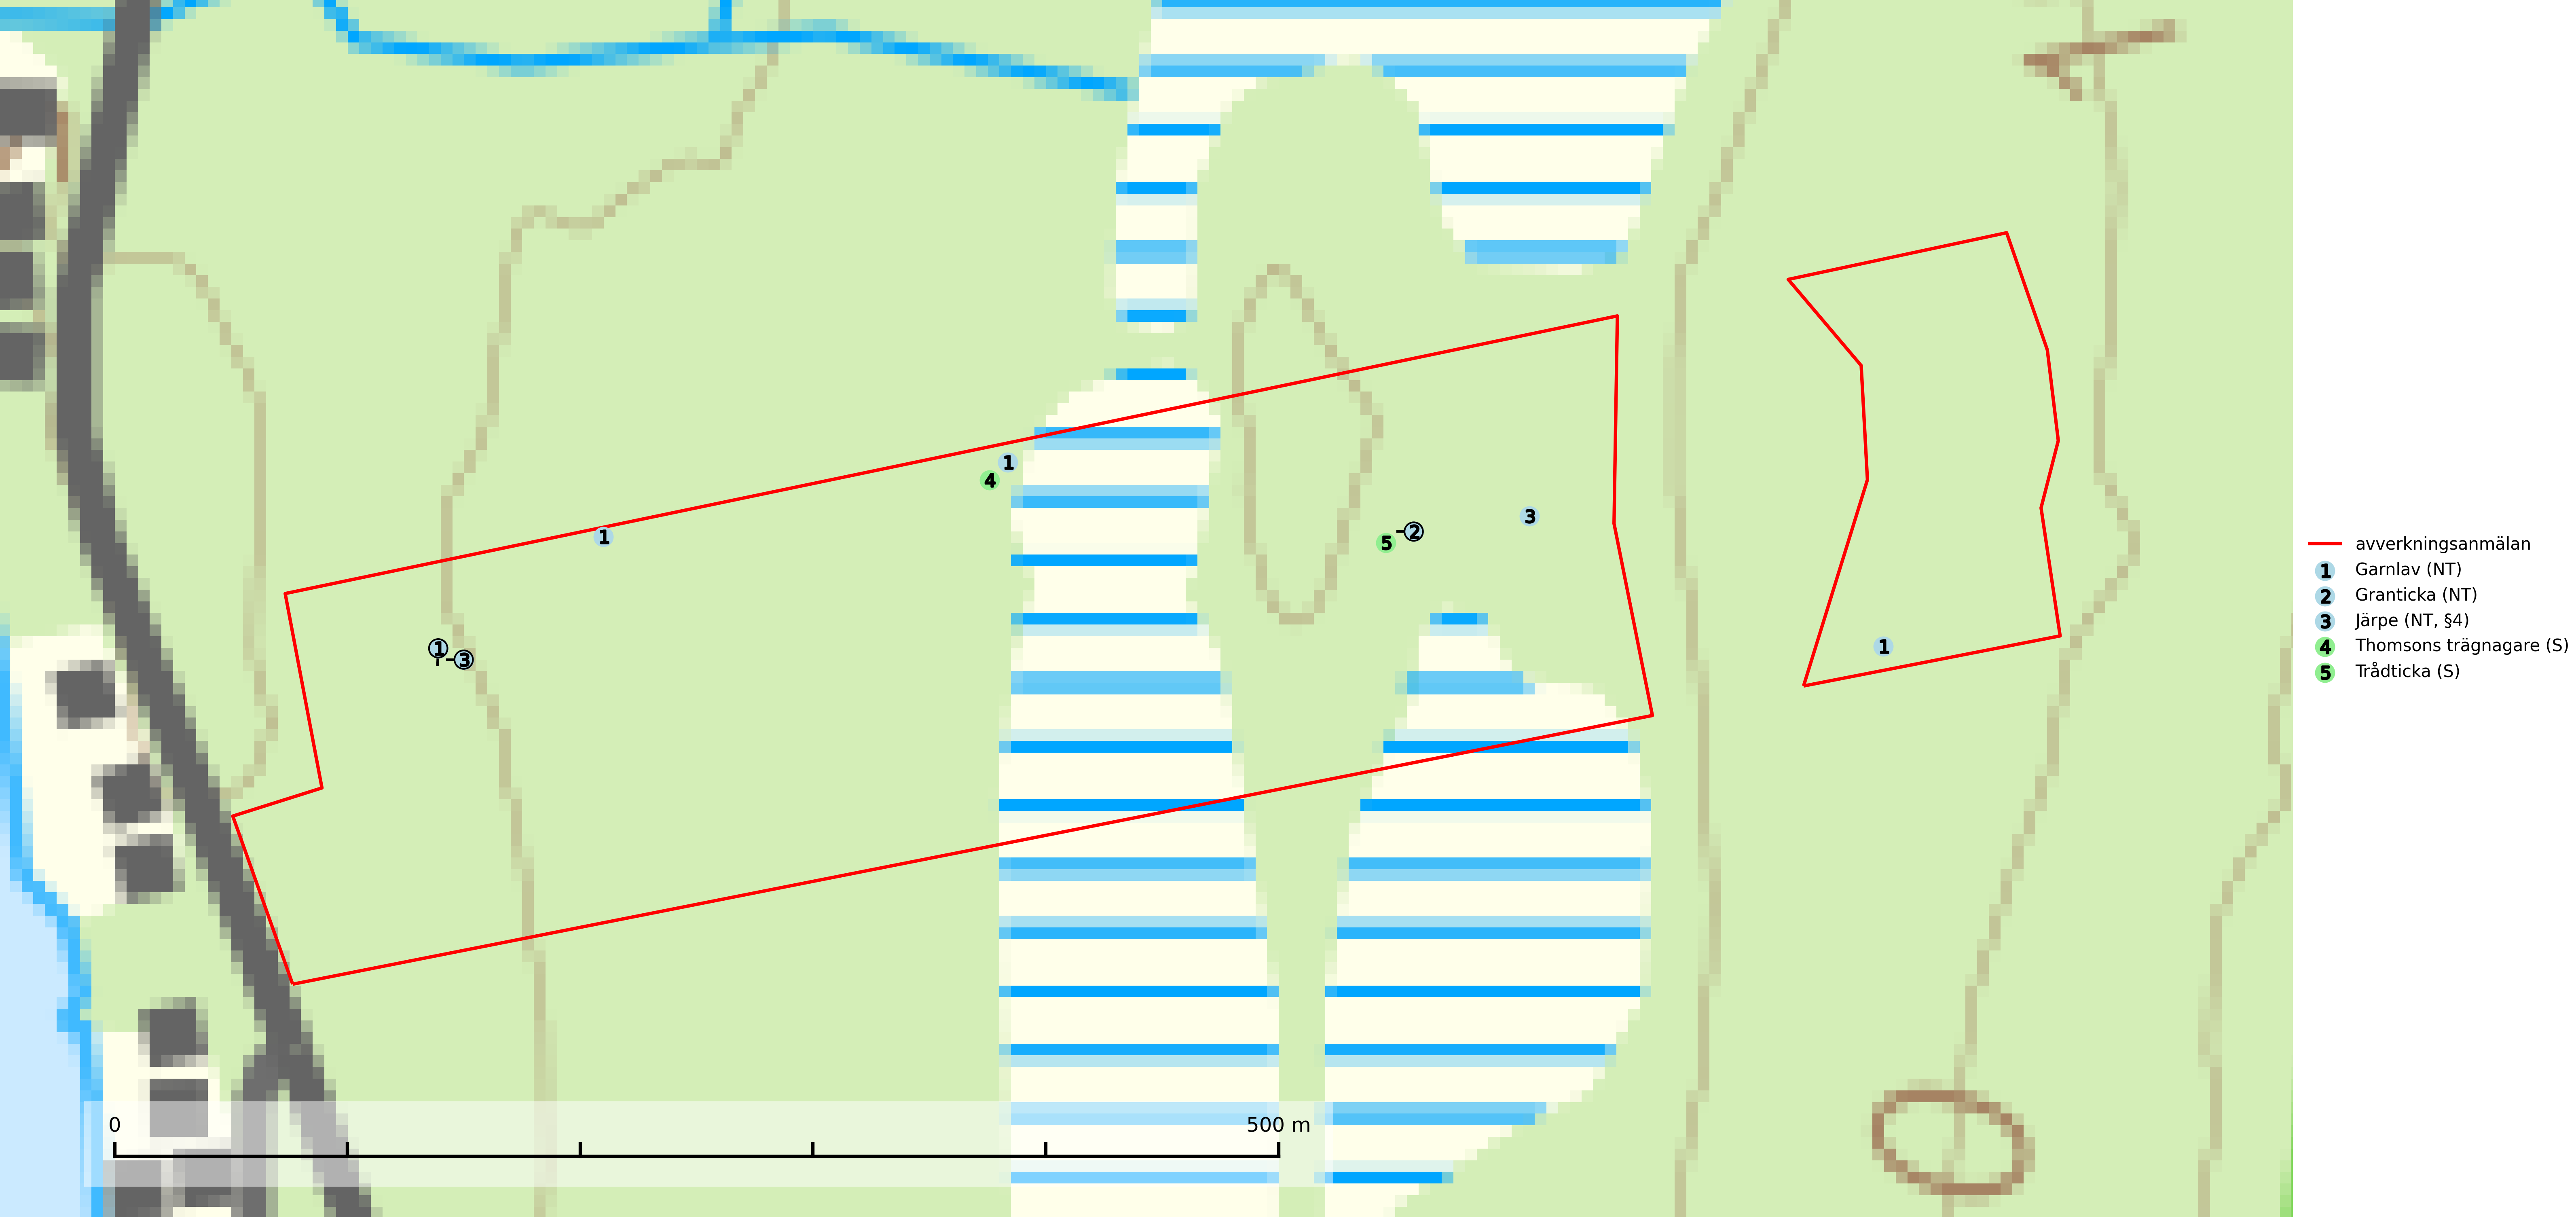 1
4
1
5
2
3
1
3
1
0
500 m
avverkningsanmälan
1 Garnlav (NT)
2 Granticka (NT)
3 Järpe (NT, §4)
4 Thomsons trägnagare (S)
5 Trådticka (S)